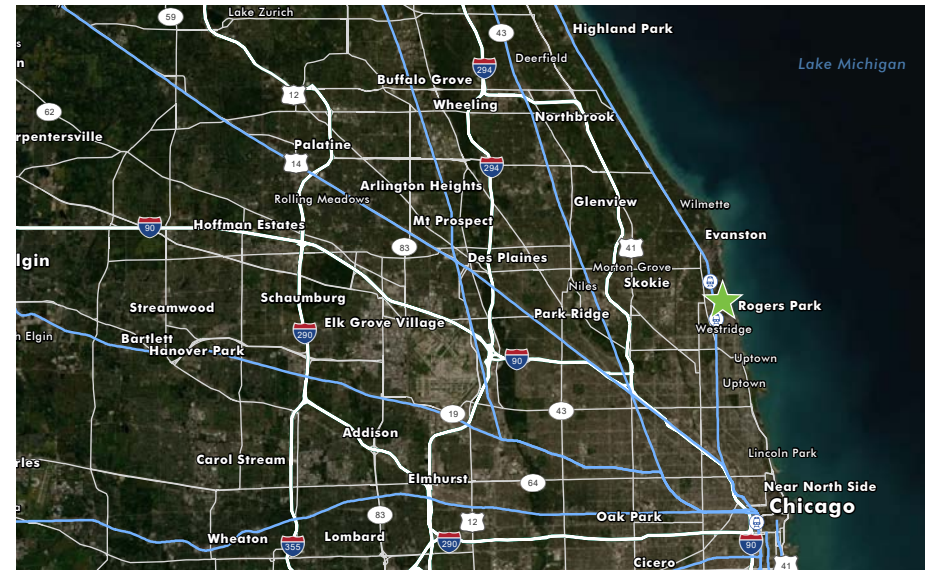 59
Lake Zurich
43
Highland Park
Deerfield
Lake Michigan
294
Buffalo Grove
12
Wheeling
62
Northbrook
rpentersville
Palatine
14
294
Arlington Heights
Rolling Meadows
Glenview
Wilmette
Mt Prospect
90
Hoffman Estates
Evanston
83
41
lgin
Des Plaines
Morton Grove
Skokie
Niles
Schaumburg
Streamwood
Rogers Park
Park Ridge
Elk Grove Village
Westridge
290
n Elgin
Bartlett
Hanover Park
90
Uptown
Uptown
19
43
Addison
Lincoln Park
rles
Carol Stream
Elmhurst
64
Near North Side
Chicago
83
12
Oak Park
Wheaton
Lombard
355
290
90
Cicero
41